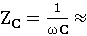 Z_C = 1/(ωC) ≈